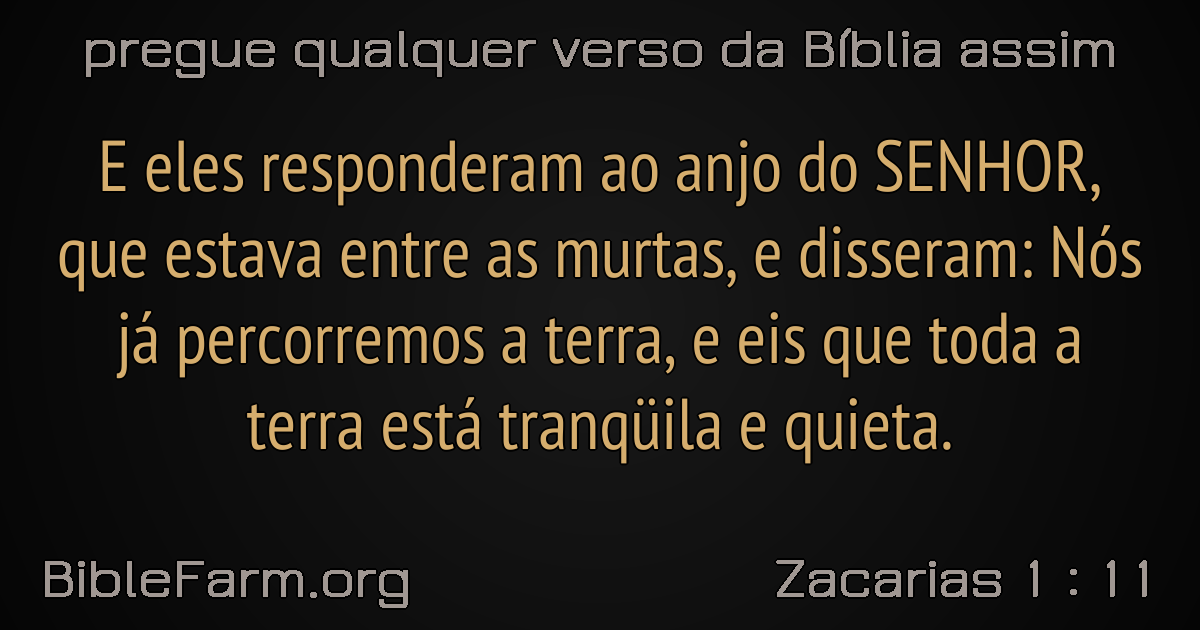 pregue qualquer verso da Bíblia assim
E eles responderam ao anjo do SENHOR,
que estava entre as murtas, e disseram: Nós
já percorremos a terra, e eis que toda a
terra está tranqüila e quieta.
BibleFarm.org
Zacarias 1 : 11